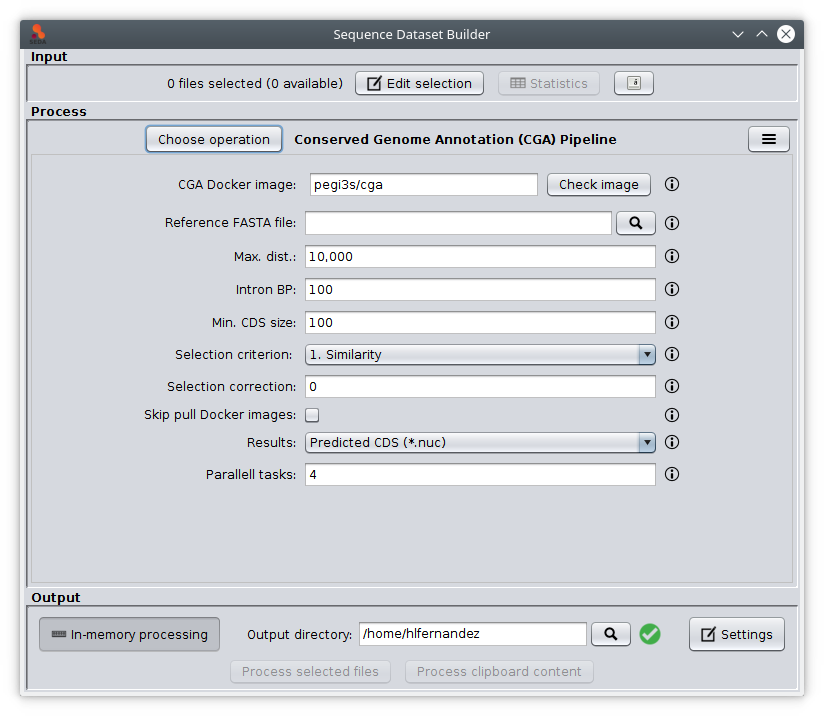 Sequence Dataset Builder
Input
0 files selected (0 available) Edit selection Statistics
Process
Choose operation Conserved Genome Annotation (CGA) Pipeline
CGA Docker image: pegi3s/cga Check image
Reference FASTA file:
Max. dist.: 10,000
Intron BP: 100
Min. CDS size: 100
Selection criterion: 1. Similarity
Selection correction: 0
Skip pull Docker images:
Results: Predicted CDS (*.nuc)
Parallell tasks: 4
Output
In-memory processing Output directory: /home/hlfernandez Settings
Process selected files Process clipboard content